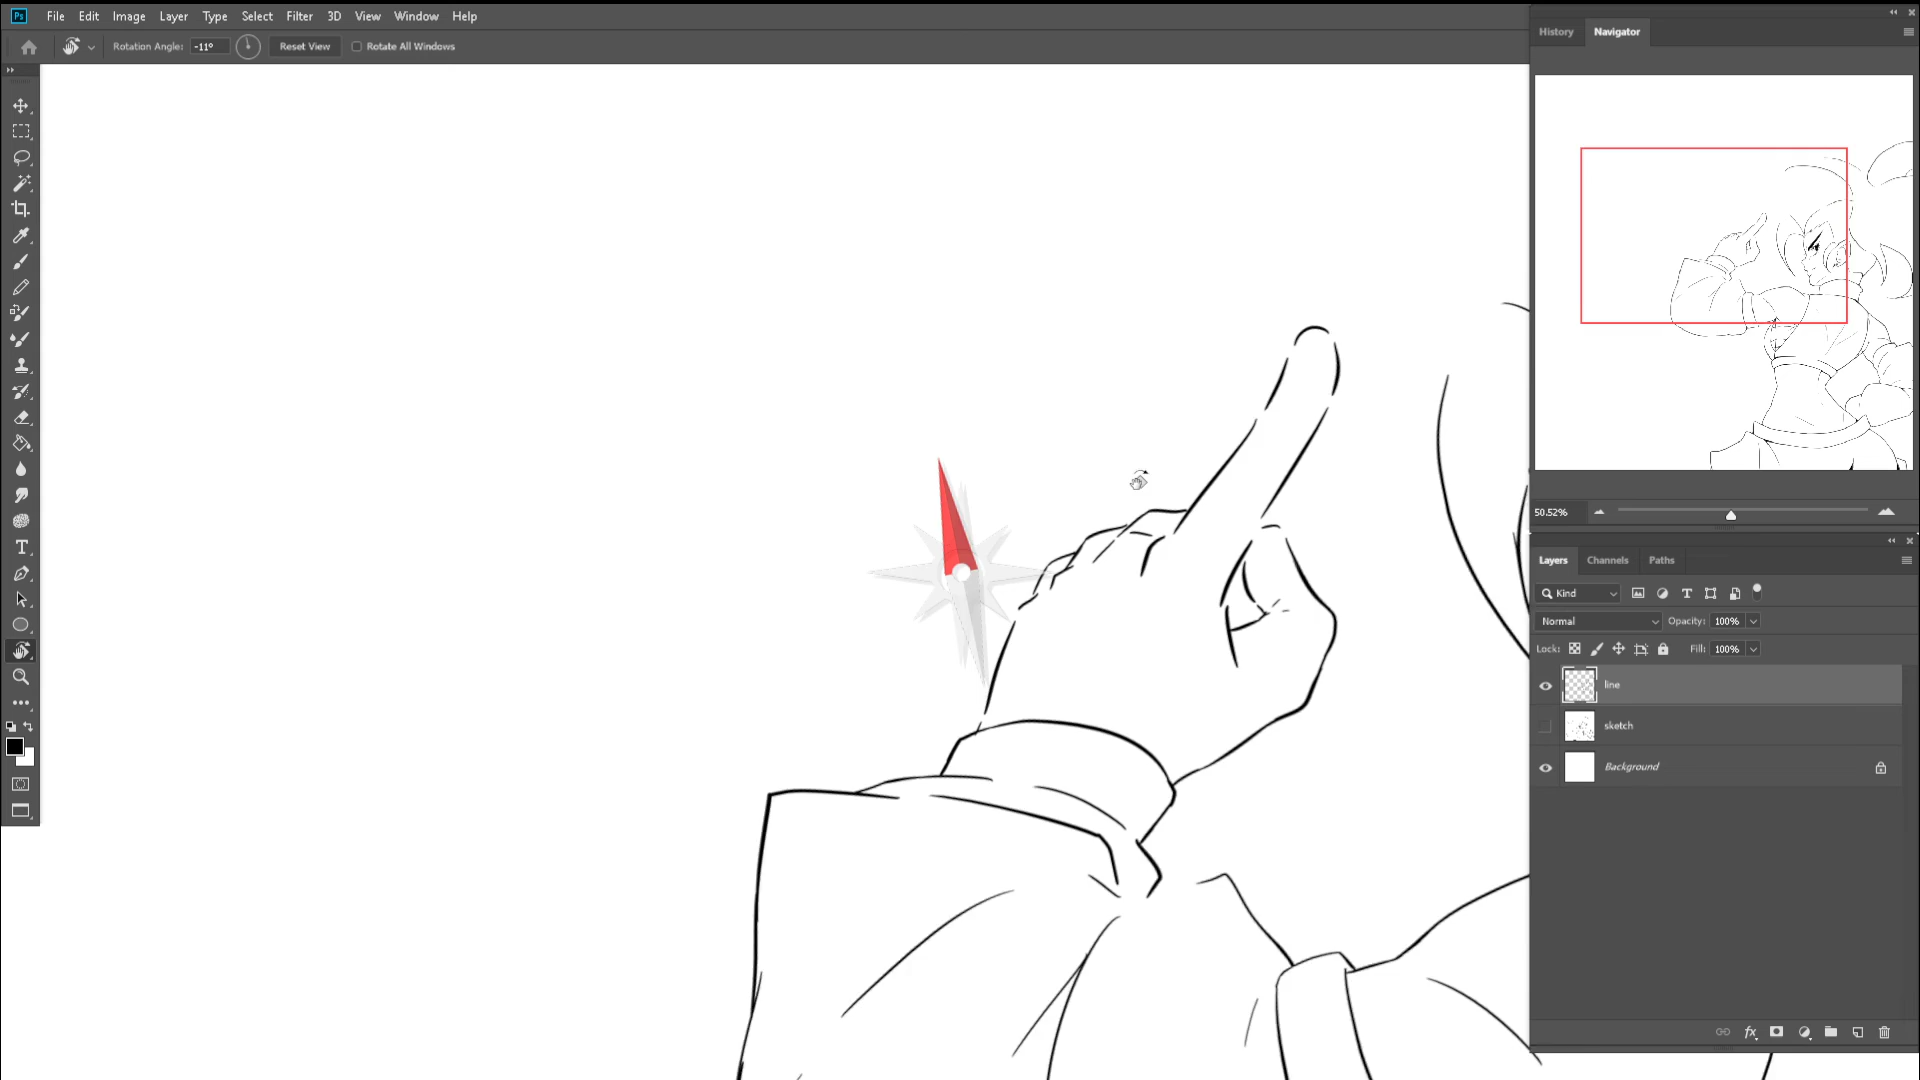 Ps File Edit Image Layer Type Select Filter 3D View Window Help
Rotation Angle: -11° Reset View Rotate All Windows
History Navigator
50.52%
Layers Channels Paths
Kind
Normal Opacity: 100%
Lock: Fill: 100%
line
sketch
Background